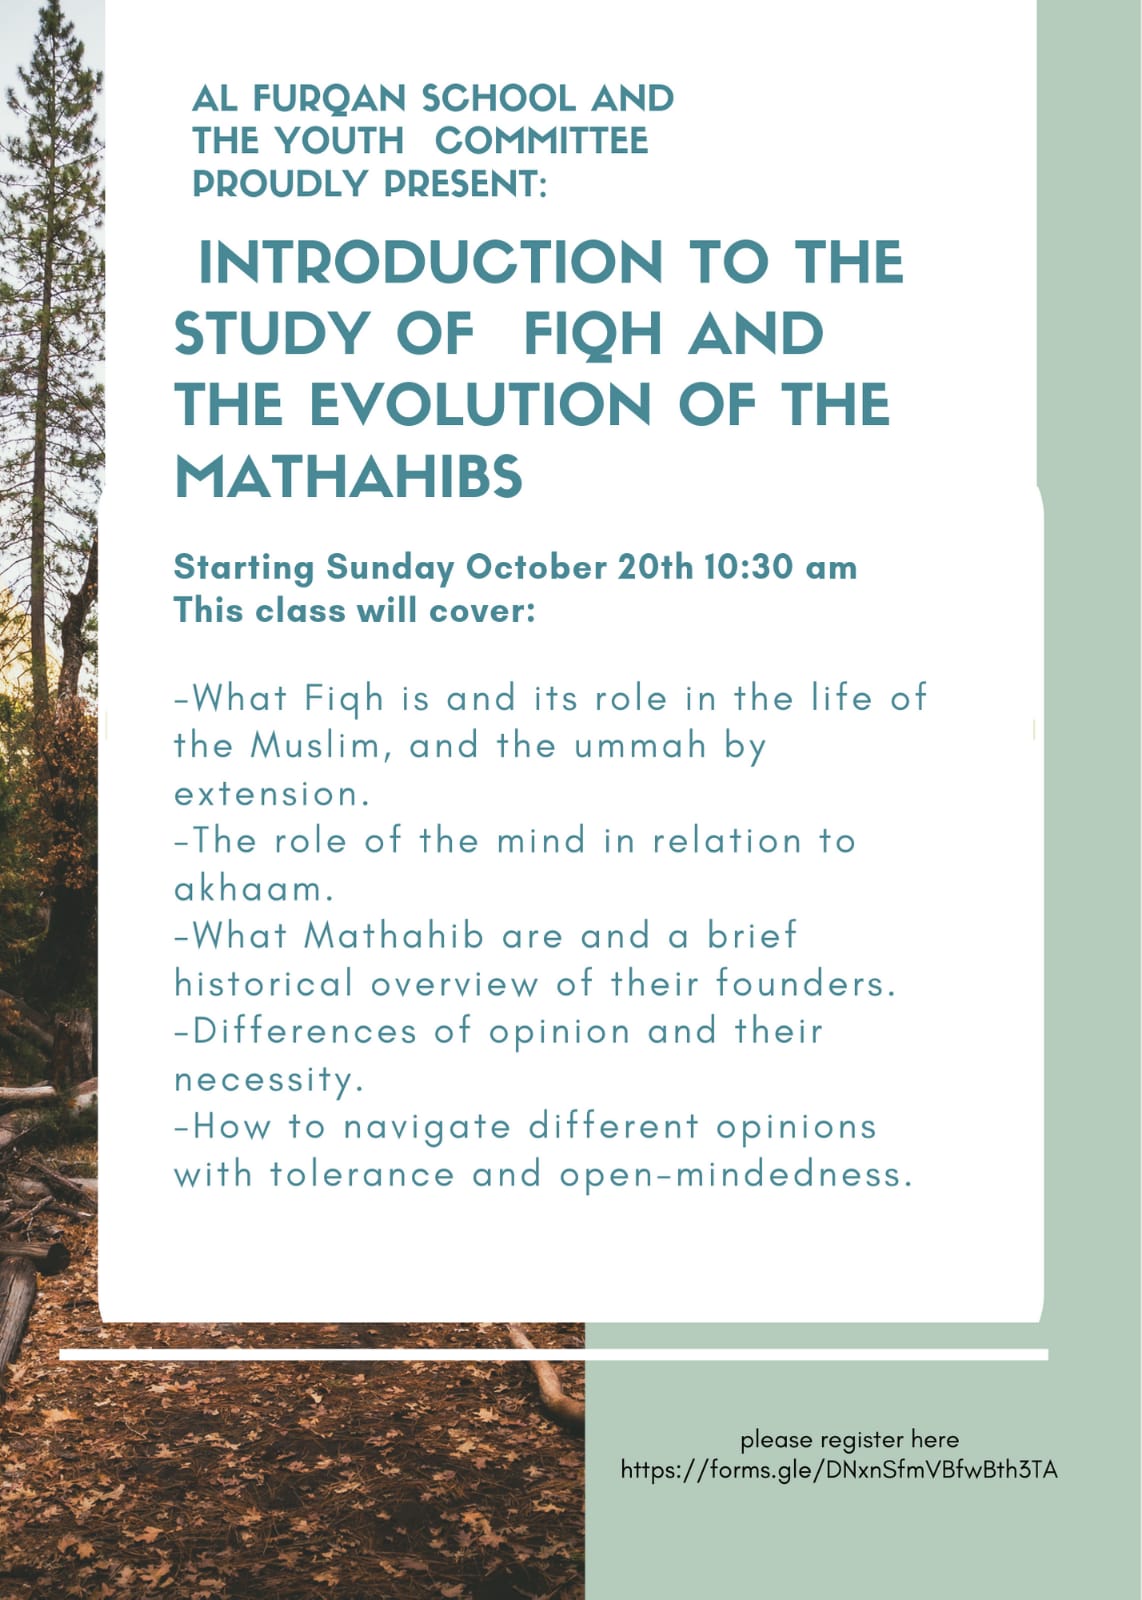 AL FURQAN SCHOOL AND
THE YOUTH COMMITTEE
PROUDLY PRESENT:
INTRODUCTION TO THE
STUDY OF FIQH AND
THE EVOLUTION OF THE
MATHAHIBS
Starting Sunday October 20th 10:30 am
This class will cover:
-What Fiqh is and its role in the life of
the Muslim, and the ummah by
extension.
-The role of the mind in relation to
akhaam.
-What Mathahib are and a brief
historical overview of their founders.
-Differences of opinion and their
necessity.
-How to navigate different opinions
with tolerance and open-mindedness.
please register here
https://forms.gle/DNxnSfmVBfwBth3TA